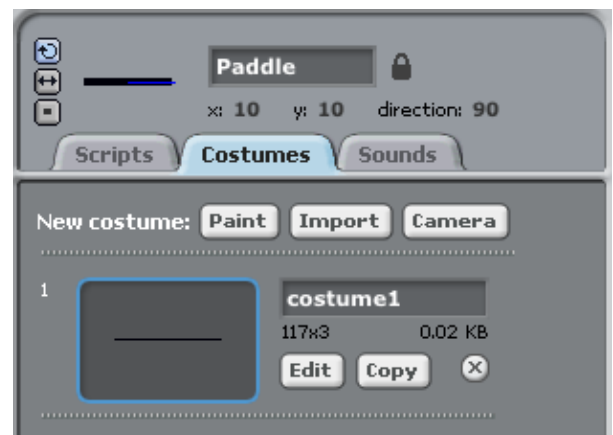 Paddle
x: 10 y: 10 direction: 90
Scripts Costumes Sounds
New costume: Paint Import Camera
1
costume1
117x3 0.02 KB
Edit Copy